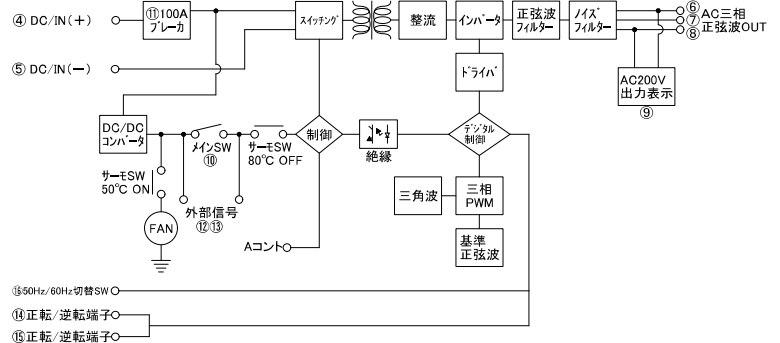 ④ DC/IN(+)
⑪100A
ブレーカ
スイッチング
整流
インバータ
正弦波
フィルター
ノイズ
フィルター
⑥ AC三相
⑦ 正弦波OUT
⑧
⑤ DC/IN(−)
ドライバ
AC200V
出力表示
⑨
DC/DC
コンバータ
メインSW
⑩
サーモSW
80℃ OFF
制御
絶縁
デジタル
制御
サーモSW
50℃ ON
外部信号
⑫⑬
FAN
三角波
三相
PWM
基準
正弦波
Aコント
⑯50Hz/60Hz切替SW
⑭正転/逆転端子
⑮正転/逆転端子